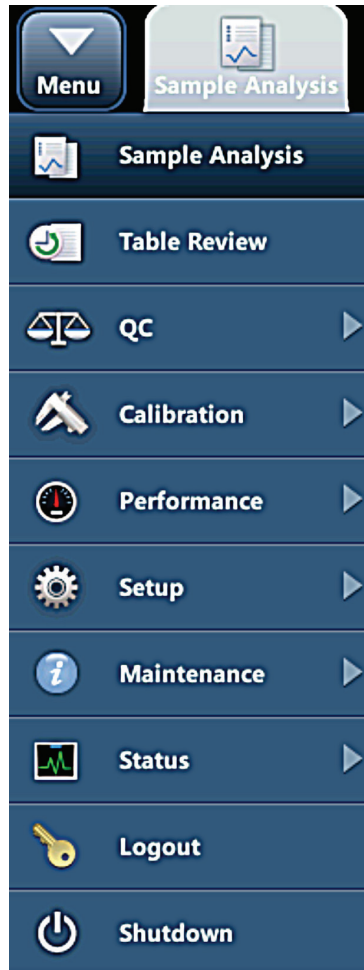 Menu
Sample Analysis
Sample Analysis
Table Review
QC
Calibration
Performance
Setup
Maintenance
Status
Logout
Shutdown